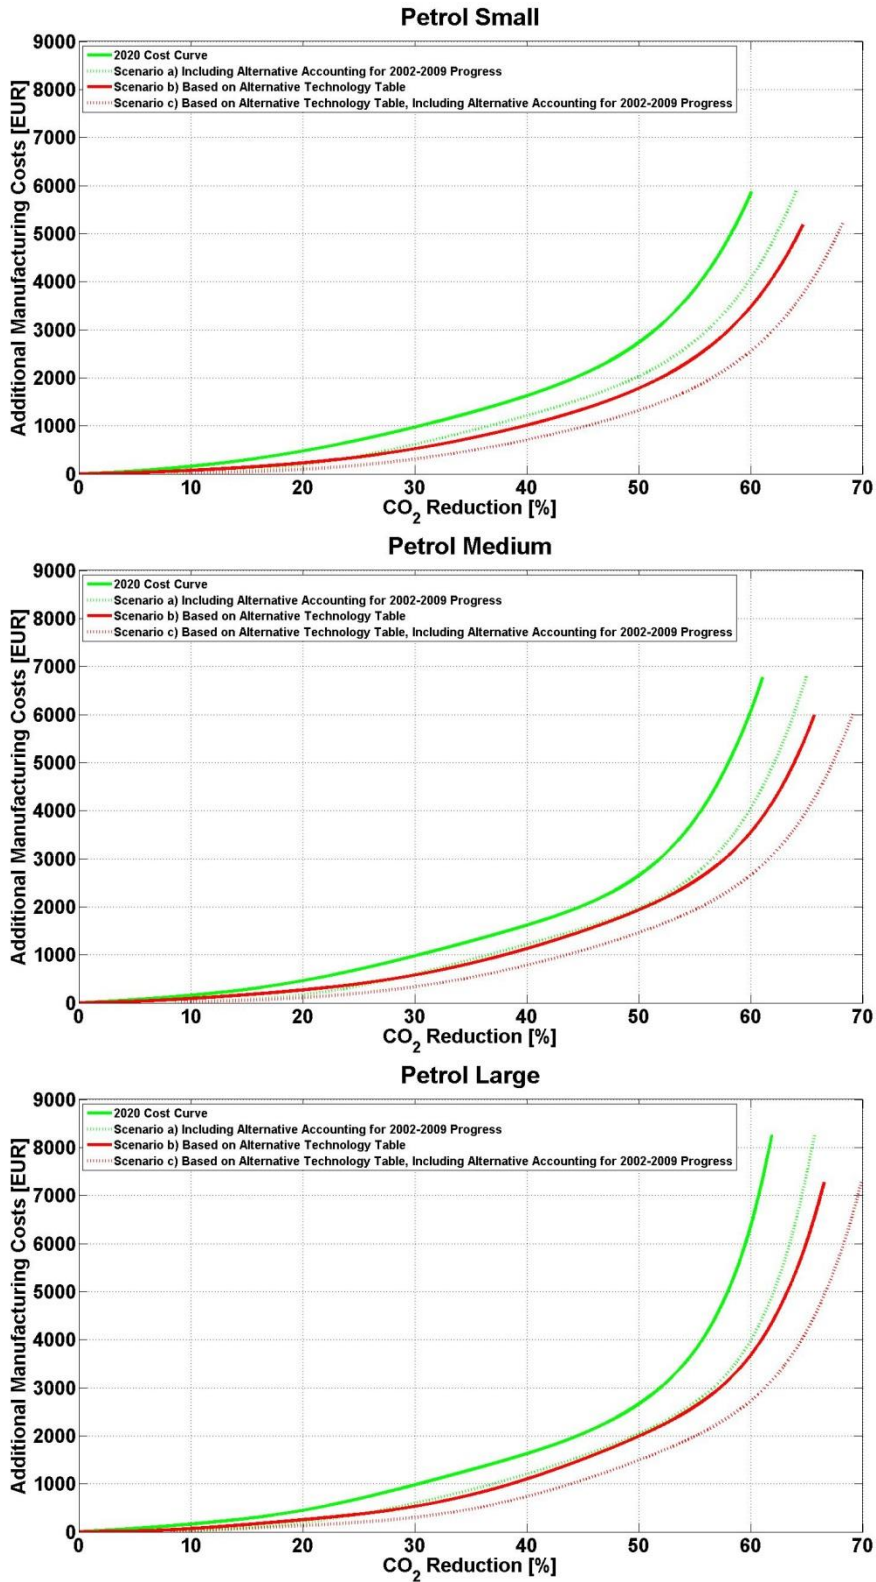 Petrol Small
Additional Manufacturing Costs [EUR]
9000
8000
7000
6000
5000
4000
3000
2000
1000
0
2020 Cost Curve
Scenario a) Including Alternative Accounting for 2002-2009 Progress
Scenario b) Based on Alternative Technology Table
Scenario c) Based on Alternative Technology Table, Including Alternative Accounting for 2002-2009 Progress
0 10 20 30 40 50 60 70
CO2 Reduction [%]
Petrol Medium
Additional Manufacturing Costs [EUR]
9000
8000
7000
6000
5000
4000
3000
2000
1000
0
2020 Cost Curve
Scenario a) Including Alternative Accounting for 2002-2009 Progress
Scenario b) Based on Alternative Technology Table
Scenario c) Based on Alternative Technology Table, Including Alternative Accounting for 2002-2009 Progress
0 10 20 30 40 50 60 70
CO2 Reduction [%]
Petrol Large
Additional Manufacturing Costs [EUR]
9000
8000
7000
6000
5000
4000
3000
2000
1000
0
2020 Cost Curve
Scenario a) Including Alternative Accounting for 2002-2009 Progress
Scenario b) Based on Alternative Technology Table
Scenario c) Based on Alternative Technology Table, Including Alternative Accounting for 2002-2009 Progress
0 10 20 30 40 50 60 70
CO2 Reduction [%]